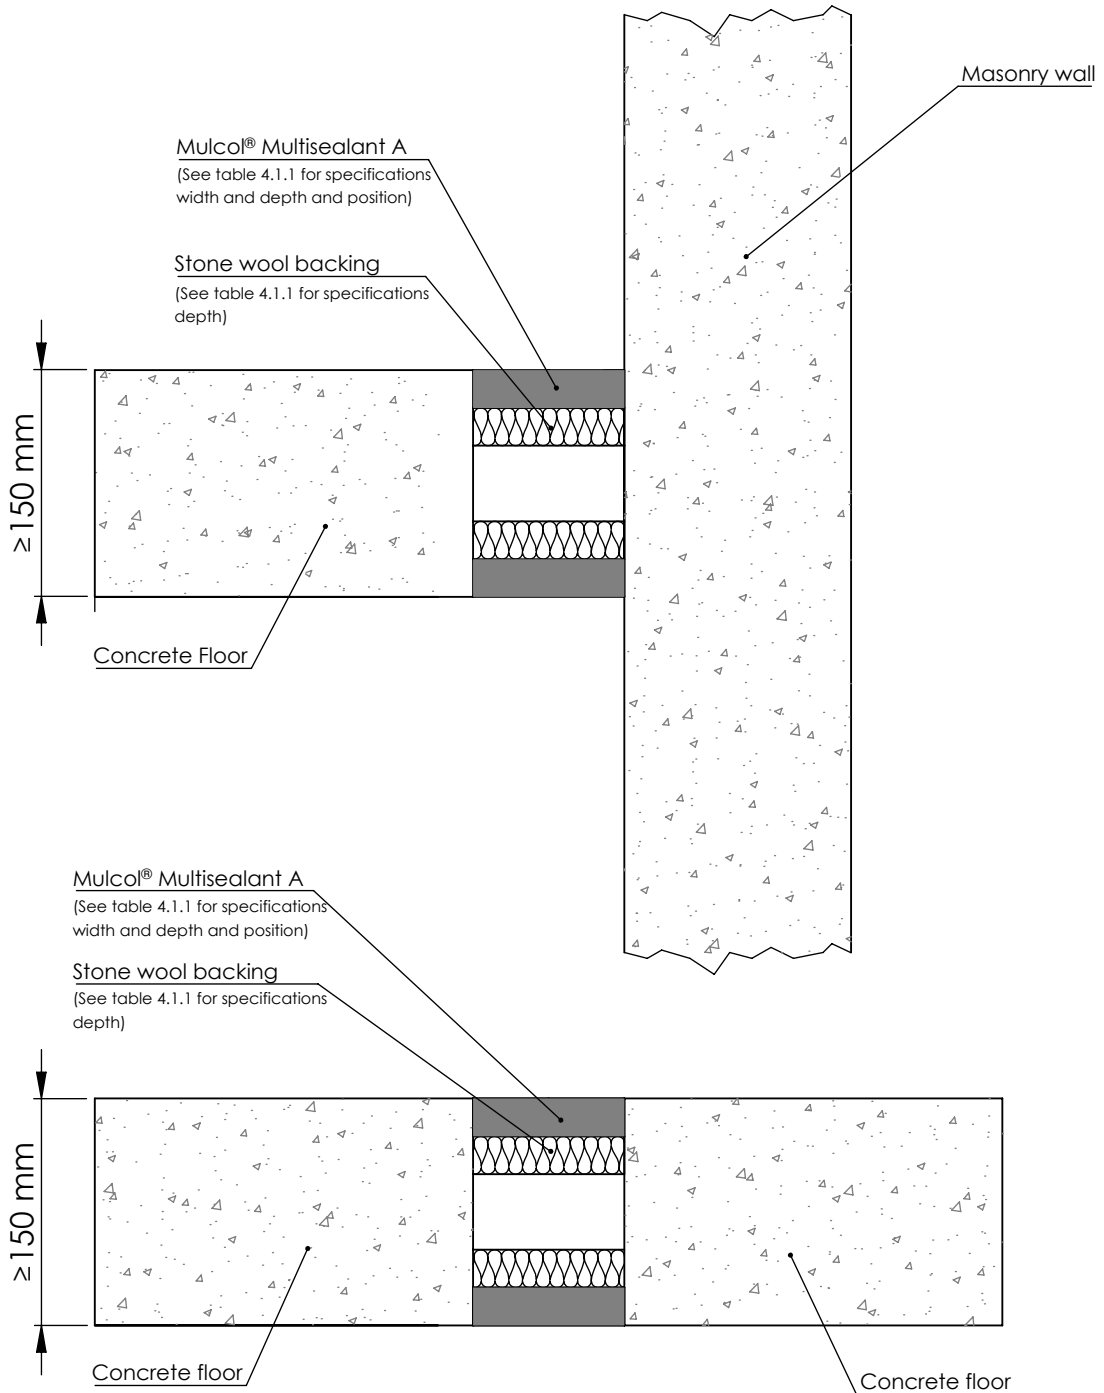 Masonry wall
Mulcol® Multisealant A
(See table 4.1.1 for specifications
width and depth and position)
Stone wool backing
(See table 4.1.1 for specifications
depth)
≥150 mm
Concrete Floor
Mulcol® Multisealant A
(See table 4.1.1 for specifications
width and depth and position)
Stone wool backing
(See table 4.1.1 for specifications
depth)
≥150 mm
Concrete floor
Concrete floor